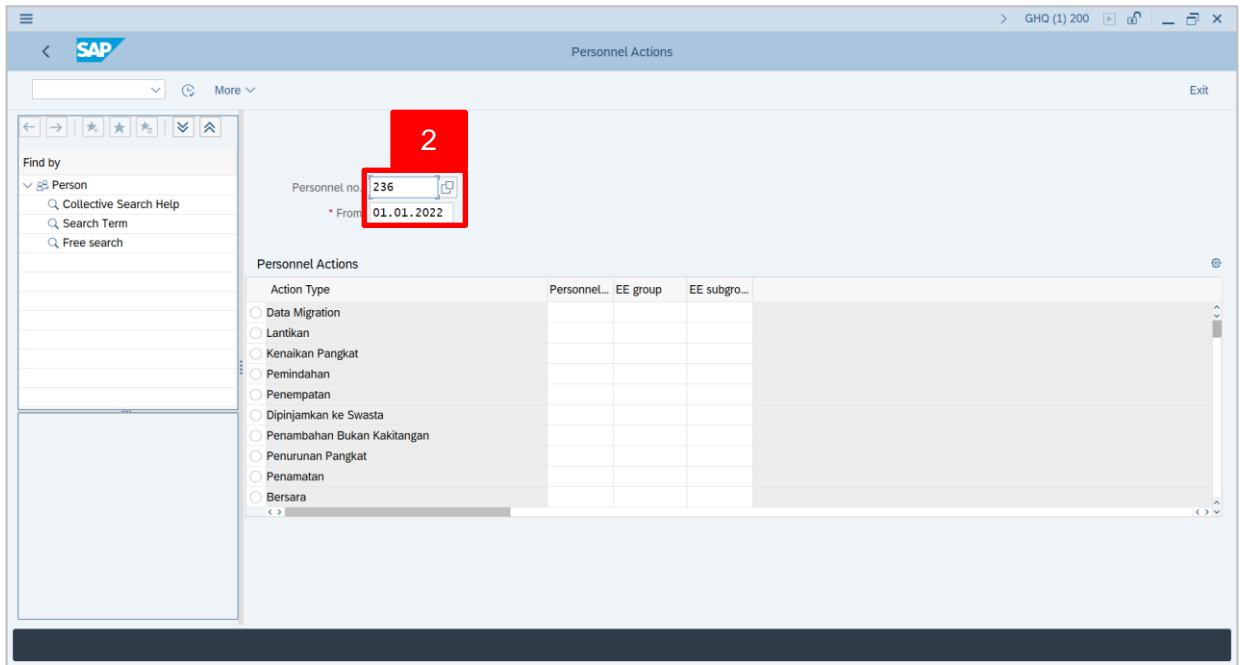 GHQ (1) 200
SAP
Personnel Actions
More
Exit
2
Find by
Person
Collective Search Help
Search Term
Free search
Personnel no. 236
* From 01.01.2022
Personnel Actions
Action Type Personnel... EE group EE subgro...
Data Migration
Lantikan
Kenaikan Pangkat
Pemindahan
Penempatan
Dipinjamkan ke Swasta
Penambahan Bukan Kakitangan
Penurunan Pangkat
Penamatan
Bersara